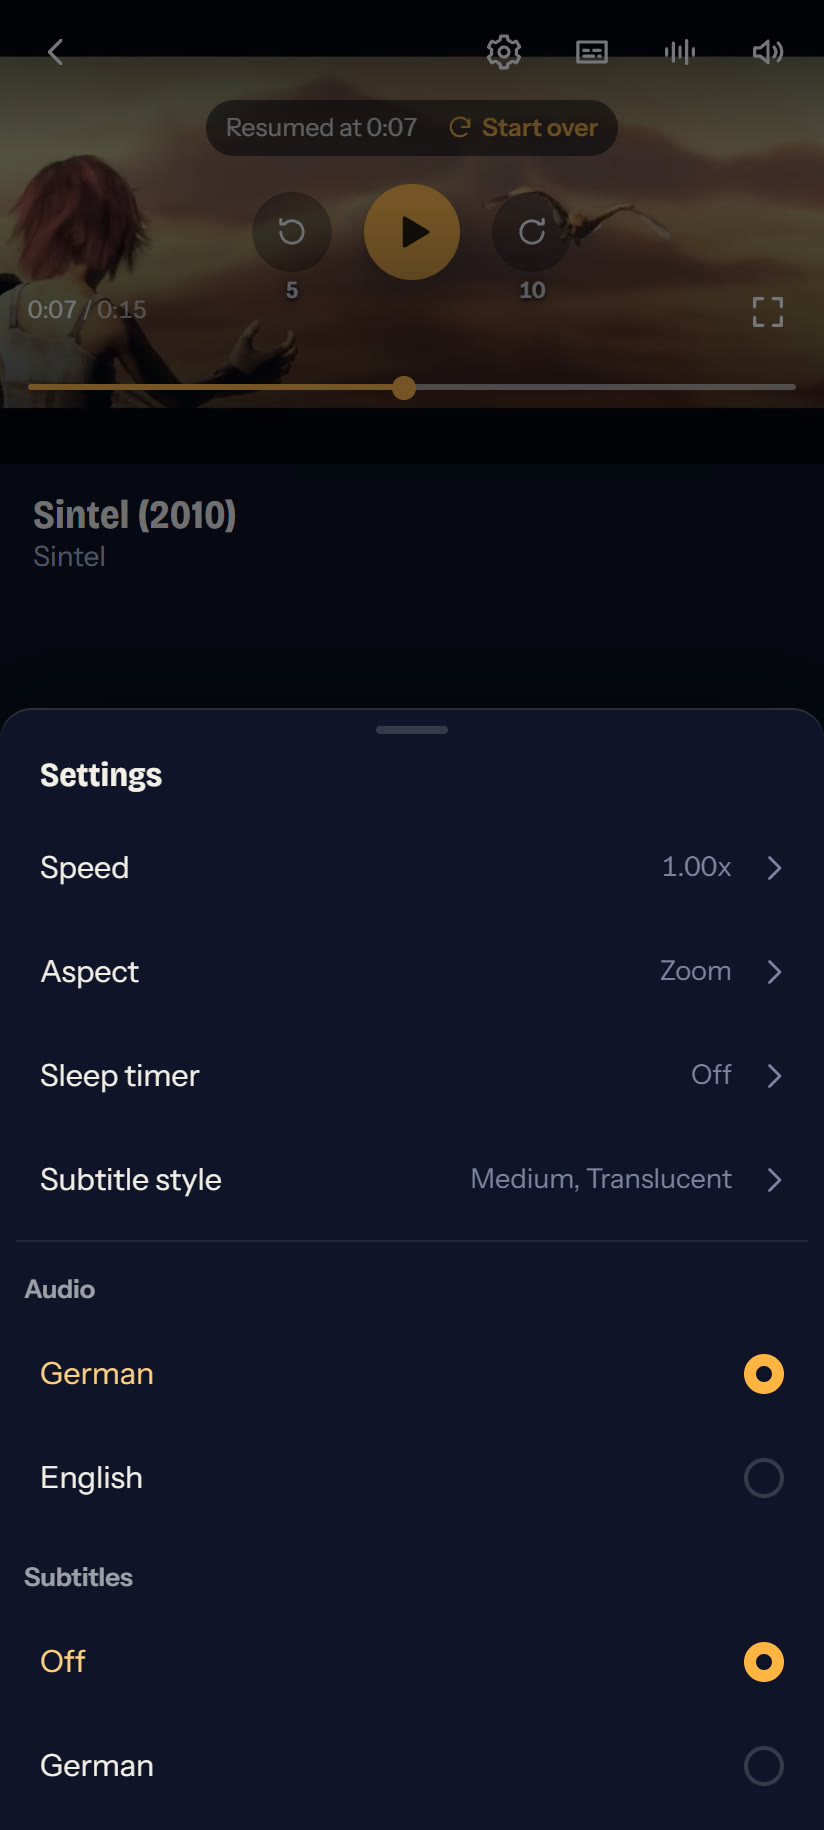 Resumed at 0:07 Start over
5
10
0:07 / 0:15
Sintel (2010)
Sintel
Settings
Speed 1.00x
Aspect Zoom
Sleep timer Off
Subtitle style Medium, Translucent
Audio
German
English
Subtitles
Off
German